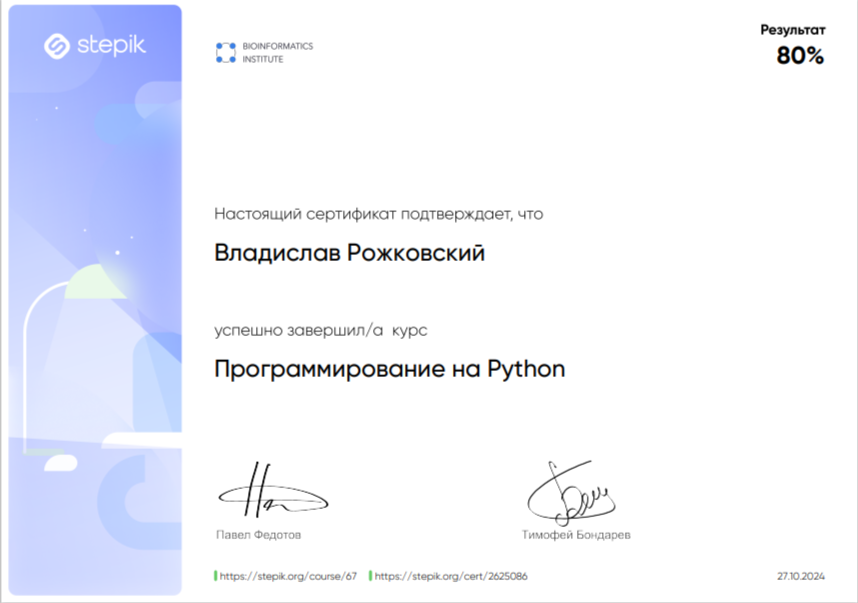 stepik
BIOINFORMATICS
INSTITUTE
Результат
80%
Настоящий сертификат подтверждает, что
Владислав Рожковский
успешно завершил/а курс
Программирование на Python
Павел Федотов
Тимофей Бондарев
https://stepik.org/course/67
https://stepik.org/cert/2625086
27.10.2024